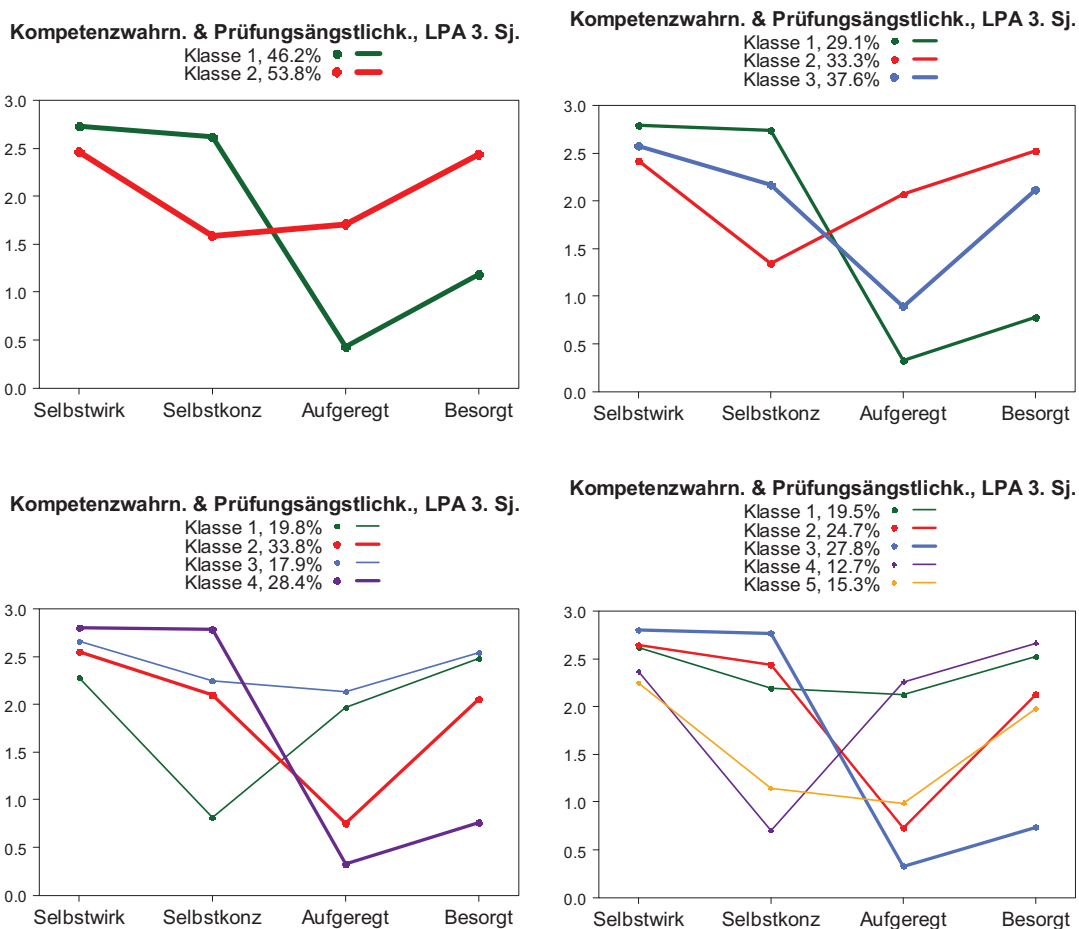 Kompetenzwahrn. & Prüfungsängstlichk., LPA 3. Sj.
Klasse 1, 46.2%
Klasse 2, 53.8%
3.0
2.5
2.0
1.5
1.0
0.5
0.0
Selbstwirk Selbstkonz Aufgeregt Besorgt
Kompetenzwahrn. & Prüfungsängstlichk., LPA 3. Sj.
Klasse 1, 29.1%
Klasse 2, 33.3%
Klasse 3, 37.6%
3.0
2.5
2.0
1.5
1.0
0.5
0.0
Selbstwirk Selbstkonz Aufgeregt Besorgt
Kompetenzwahrn. & Prüfungsängstlichk., LPA 3. Sj.
Klasse 1, 19.8%
Klasse 2, 33.8%
Klasse 3, 17.9%
Klasse 4, 28.4%
3.0
2.5
2.0
1.5
1.0
0.5
0.0
Selbstwirk Selbstkonz Aufgeregt Besorgt
Kompetenzwahrn. & Prüfungsängstlichk., LPA 3. Sj.
Klasse 1, 19.5%
Klasse 2, 24.7%
Klasse 3, 27.8%
Klasse 4, 12.7%
Klasse 5, 15.3%
3.0
2.5
2.0
1.5
1.0
0.5
0.0
Selbstwirk Selbstkonz Aufgeregt Besorgt